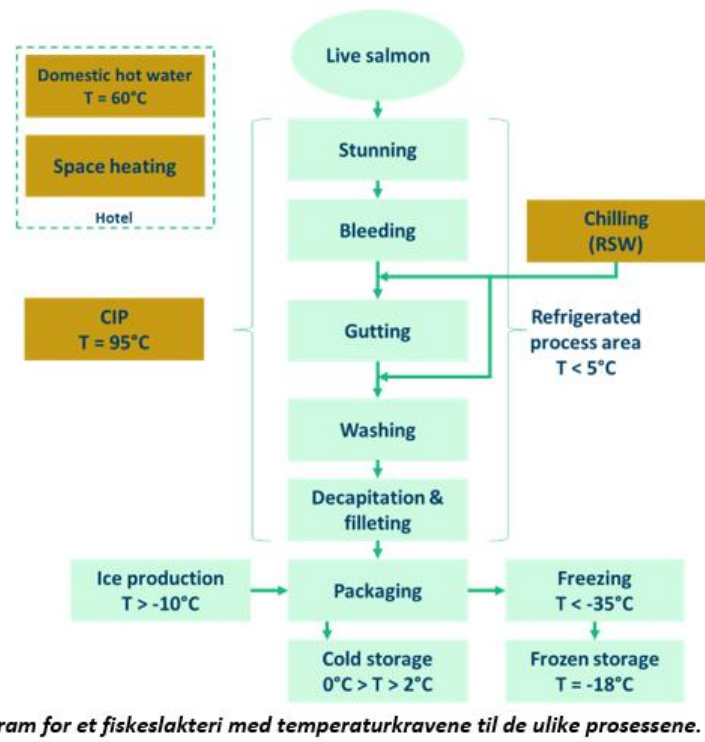 Live salmon
Domestic hot water
T = 60°C
Space heating
Hotel
Stunning
Bleeding
Chilling
(RSW)
CIP
T = 95°C
Gutting
Refrigerated
process area
T < 5°C
Washing
Decapitation &
filleting
Ice production
T > -10°C
Packaging
Freezing
T < -35°C
Cold storage
0°C > T > 2°C
Frozen storage
T = -18°C
ram for et fiskeslakteri med temperaturkravene til de ulike prosessene.